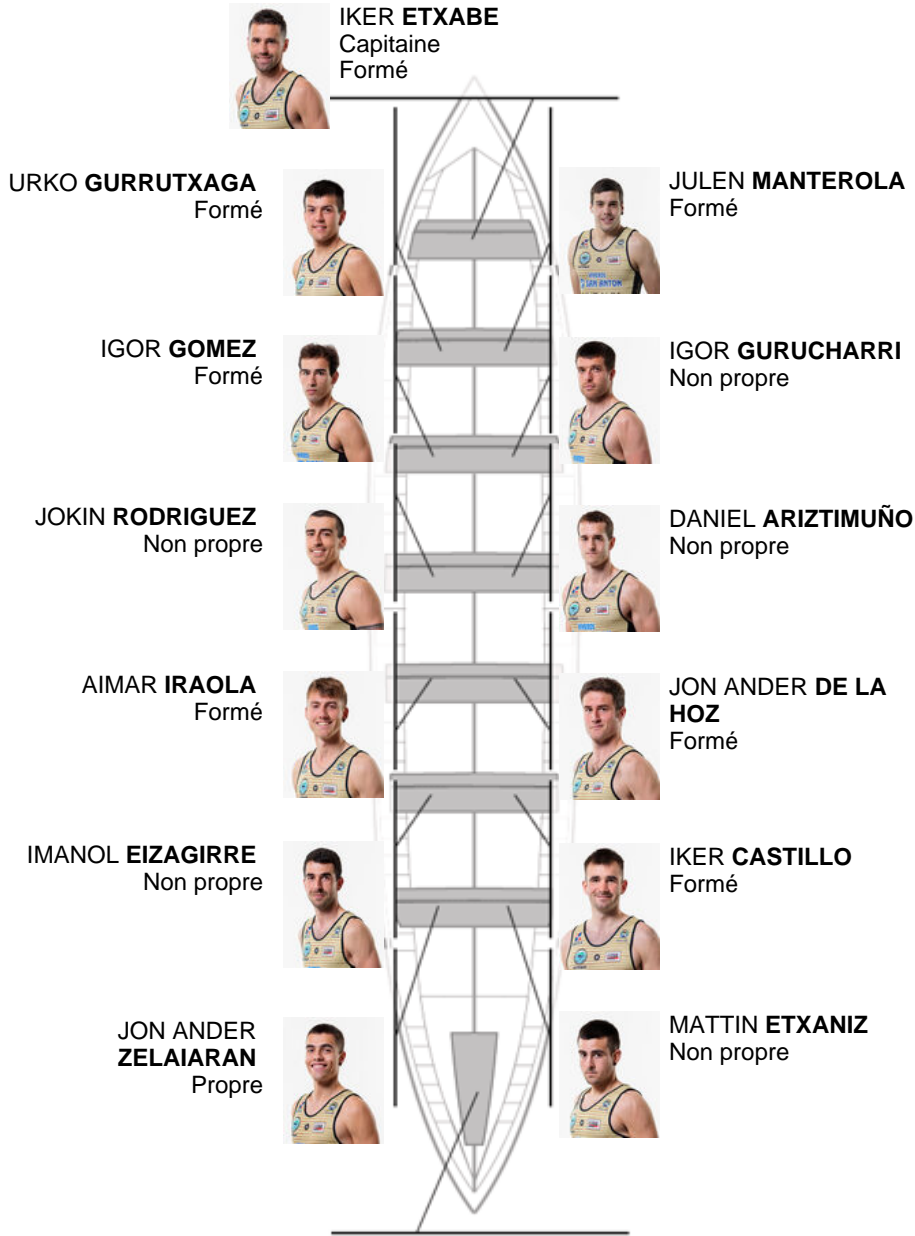 IKER ETXABE
Capitaine
Formé
URKO GURRUTXAGA
Formé
JULEN MANTEROLA
Formé
IGOR GOMEZ
Formé
IGOR GURUCHARRI
Non propre
JOKIN RODRIGUEZ
Non propre
DANIEL ARIZTIMUÑO
Non propre
AIMAR IRAOLA
Formé
JON ANDER DE LA
HOZ
Formé
IMANOL EIZAGIRRE
Non propre
IKER CASTILLO
Formé
JON ANDER
ZELAIARAN
Propre
MATTIN ETXANIZ
Non propre